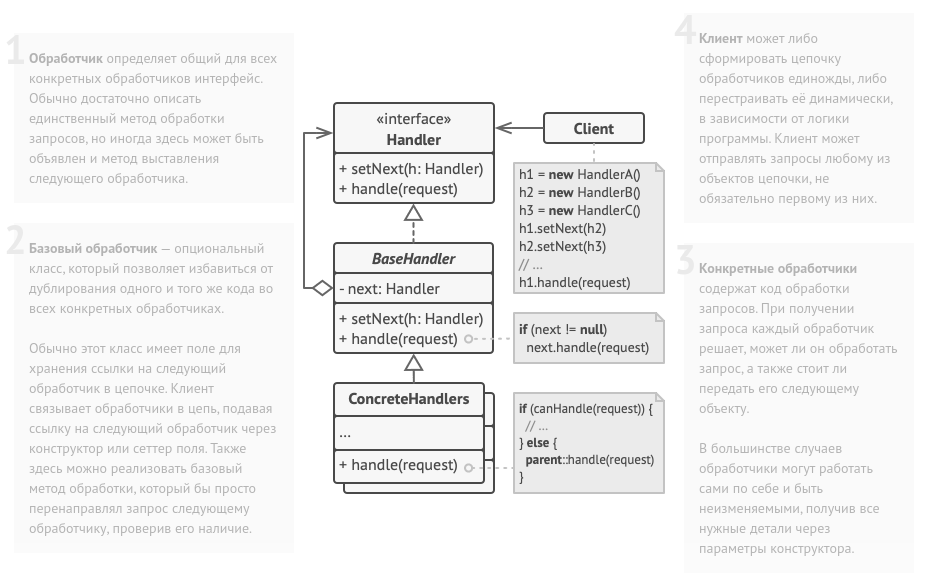 1
Обработчик определяет общий для всех
конкретных обработчиков интерфейс.
Обычно достаточно описать
единственный метод обработки
запросов, но иногда здесь может быть
объявлен и метод выставления
следующего обработчика.
2
Базовый обработчик — опциональный
класс, который позволяет избавиться от
дублирования одного и того же кода во
всех конкретных обработчиках.
Обычно этот класс имеет поле для
хранения ссылки на следующий
обработчик в цепочке. Клиент
связывает обработчики в цепь, подавая
ссылку на следующий обработчик через
конструктор или сеттер поля. Также
здесь можно реализовать базовый
метод обработки, который бы просто
перенаправлял запрос следующему
обработчику, проверив его наличие.
«interface»
Handler
+ setNext(h: Handler)
+ handle(request)
BaseHandler
- next: Handler
+ setNext(h: Handler)
+ handle(request)
ConcreteHandlers
...
+ handle(request)
Client
h1 = new HandlerA()
h2 = new HandlerB()
h3 = new HandlerC()
h1.setNext(h2)
h2.setNext(h3)
// ...
h1.handle(request)
if (next != null)
next.handle(request)
if (canHandle(request)) {
// ...
} else {
parent::handle(request)
}
4
Клиент может либо
сформировать цепочку
обработчиков единожды, либо
перестраивать её динамически,
в зависимости от логики
программы. Клиент может
отправлять запросы любому из
объектов цепочки, не
обязательно первому из них.
3
Конкретные обработчики
содержат код обработки
запросов. При получении
запроса каждый обработчик
решает, может ли он обработать
запрос, а также стоит ли
передать его следующему
объекту.
В большинстве случаев
обработчики могут работать
сами по себе и быть
неизменяемыми, получив все
нужные детали через
параметры конструктора.